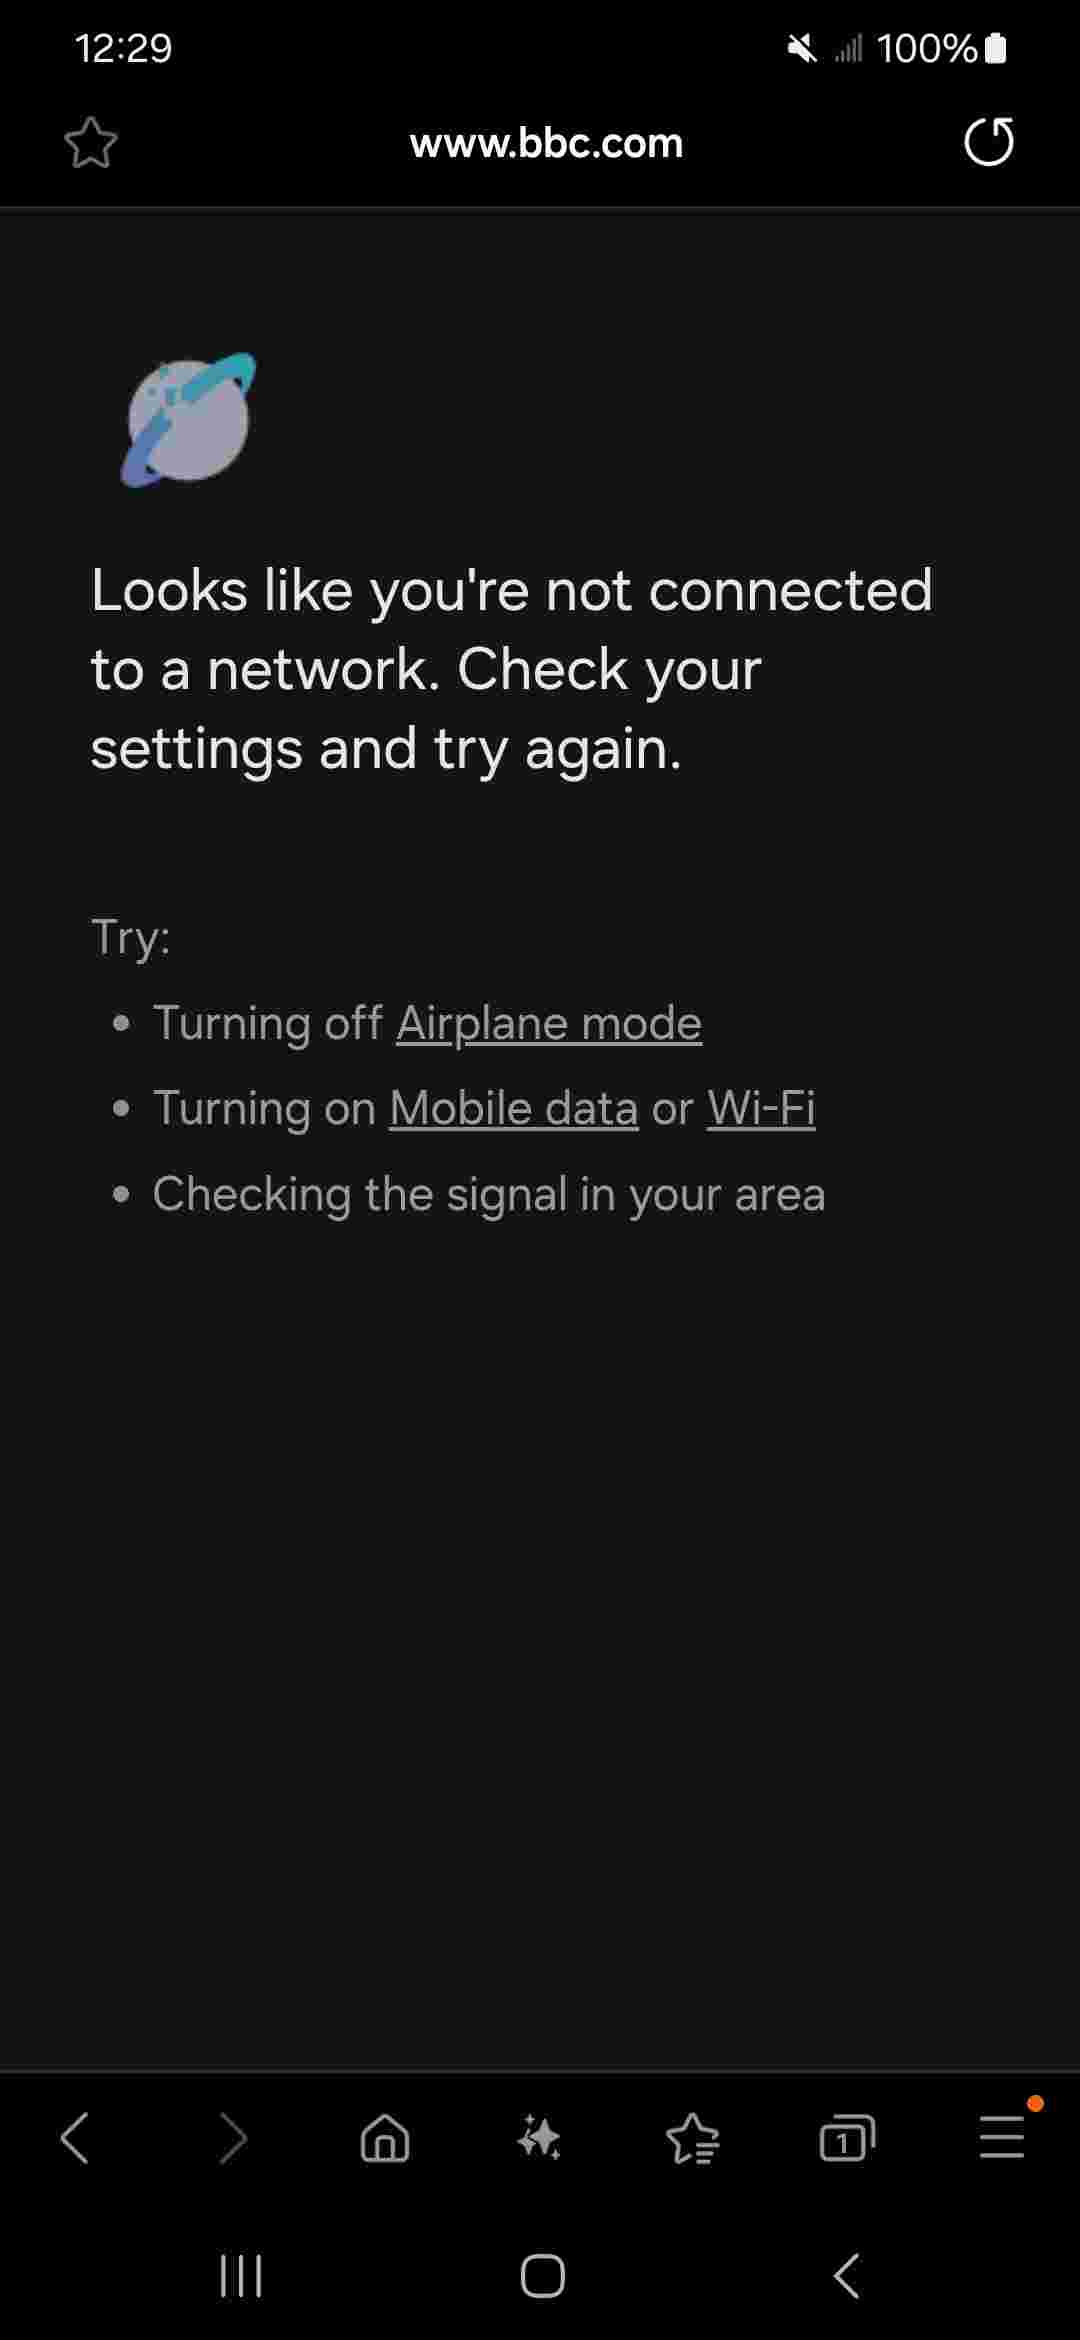 12:29
100%
www.bbc.com
Looks like you're not connected
to a network. Check your
settings and try again.
Try:
• Turning off Airplane mode
• Turning on Mobile data or Wi-Fi
• Checking the signal in your area
1